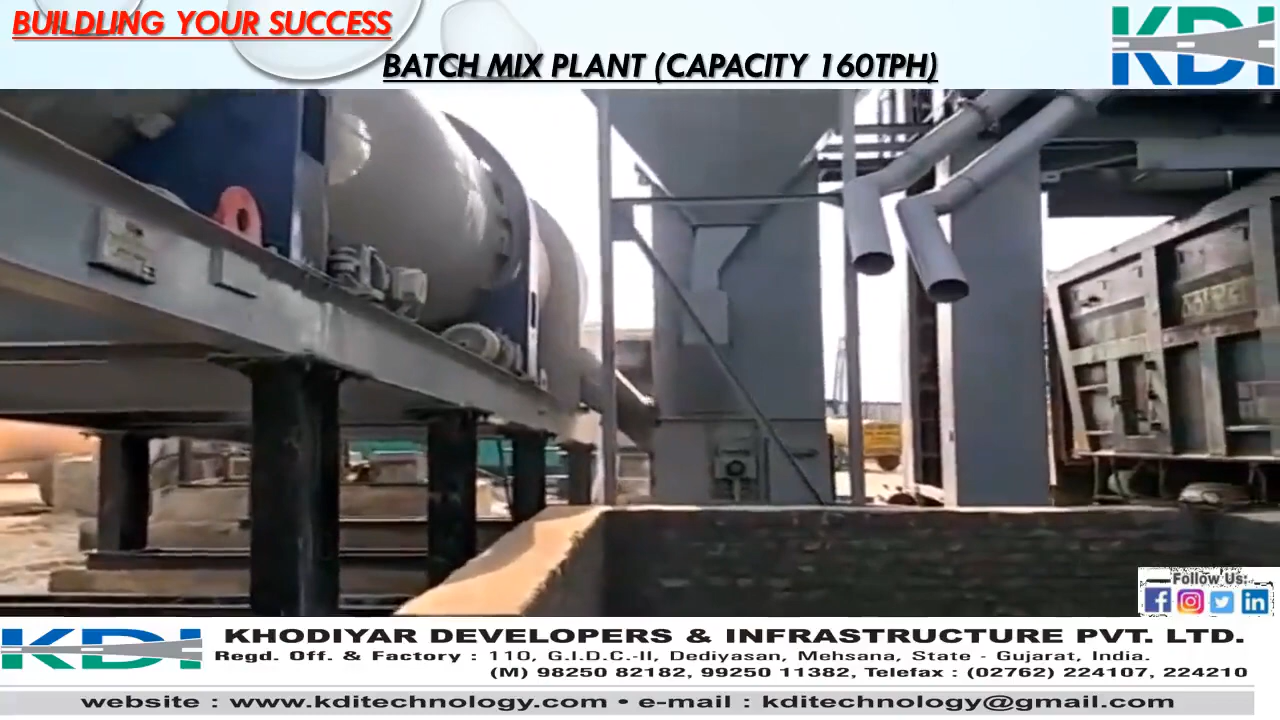 BUILDLING YOUR SUCCESS
KDI
BATCH MIX PLANT (CAPACITY 160TPH)
Follow Us:
KDI
KHODIYAR DEVELOPERS & INFRASTRUCTURE PVT. LTD.
Regd. Off. & Factory : 110, G.I.D.C.-II, Dediyasan, Mehsana, State - Gujarat, India.
(M) 98250 82182, 99250 11382, Telefax : (02762) 224107, 224210
website : www.kditechnology.com • e-mail : kditechnology@gmail.com